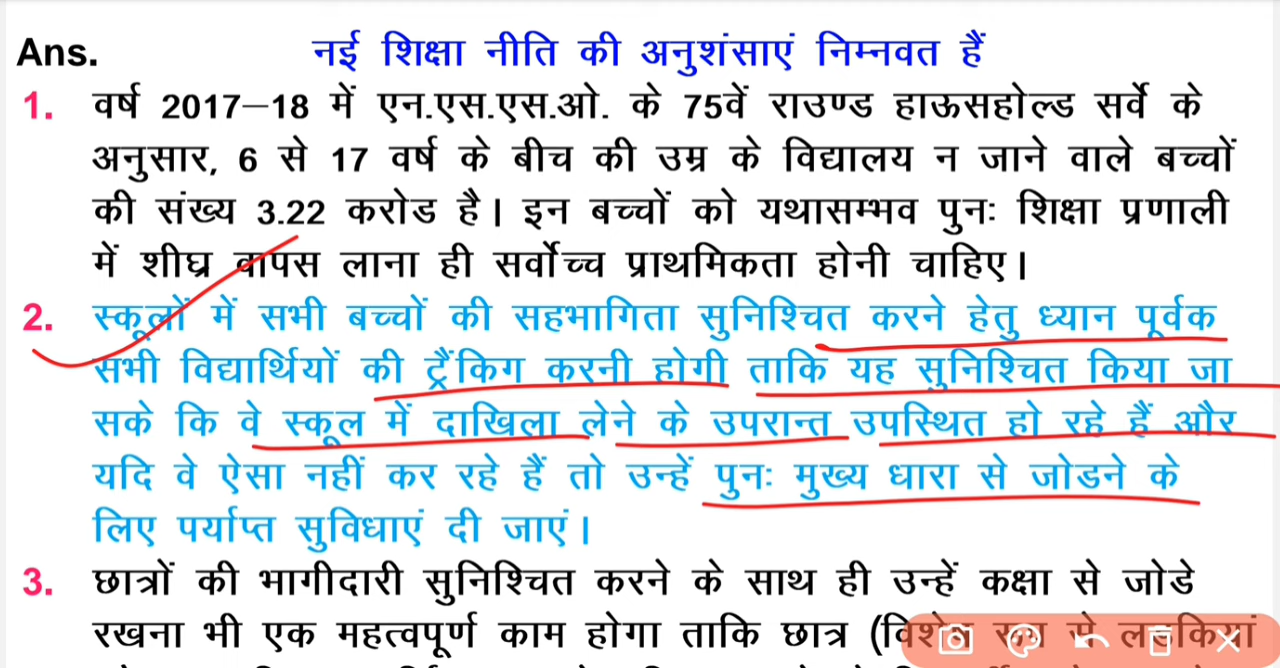 Ans. नई शिक्षा नीति की अनुशंसाएं निम्नवत हैं
1. वर्ष 2017–18 में एन.एस.एस.ओ. के 75वें राउण्ड हाऊसहोल्ड सर्वे के
अनुसार, 6 से 17 वर्ष के बीच की उम्र के विद्यालय न जाने वाले बच्चों
की संख्य 3.22 करोड है। इन बच्चों को यथासम्भव पुनः शिक्षा प्रणाली
में शीघ्र वापस लाना ही सर्वोच्च प्राथमिकता होनी चाहिए।
2. स्कूलों में सभी बच्चों की सहभागिता सुनिश्चित करने हेतु ध्यान पूर्वक
सभी विद्यार्थियों की ट्रैंकिग करनी होगी ताकि यह सुनिश्चित किया जा
सके कि वे स्कूल में दाखिला लेने के उपरान्त उपस्थित हो रहे हैं और
यदि वे ऐसा नहीं कर रहे हैं तो उन्हें पुनः मुख्य धारा से जोडने के
लिए पर्याप्त सुविधाएं दी जाएं।
3. छात्रों की भागीदारी सुनिश्चित करने के साथ ही उन्हें कक्षा से जोडे
रखना भी एक महत्वपूर्ण काम होगा ताकि छात्र (विशेष रूप से लडकियां